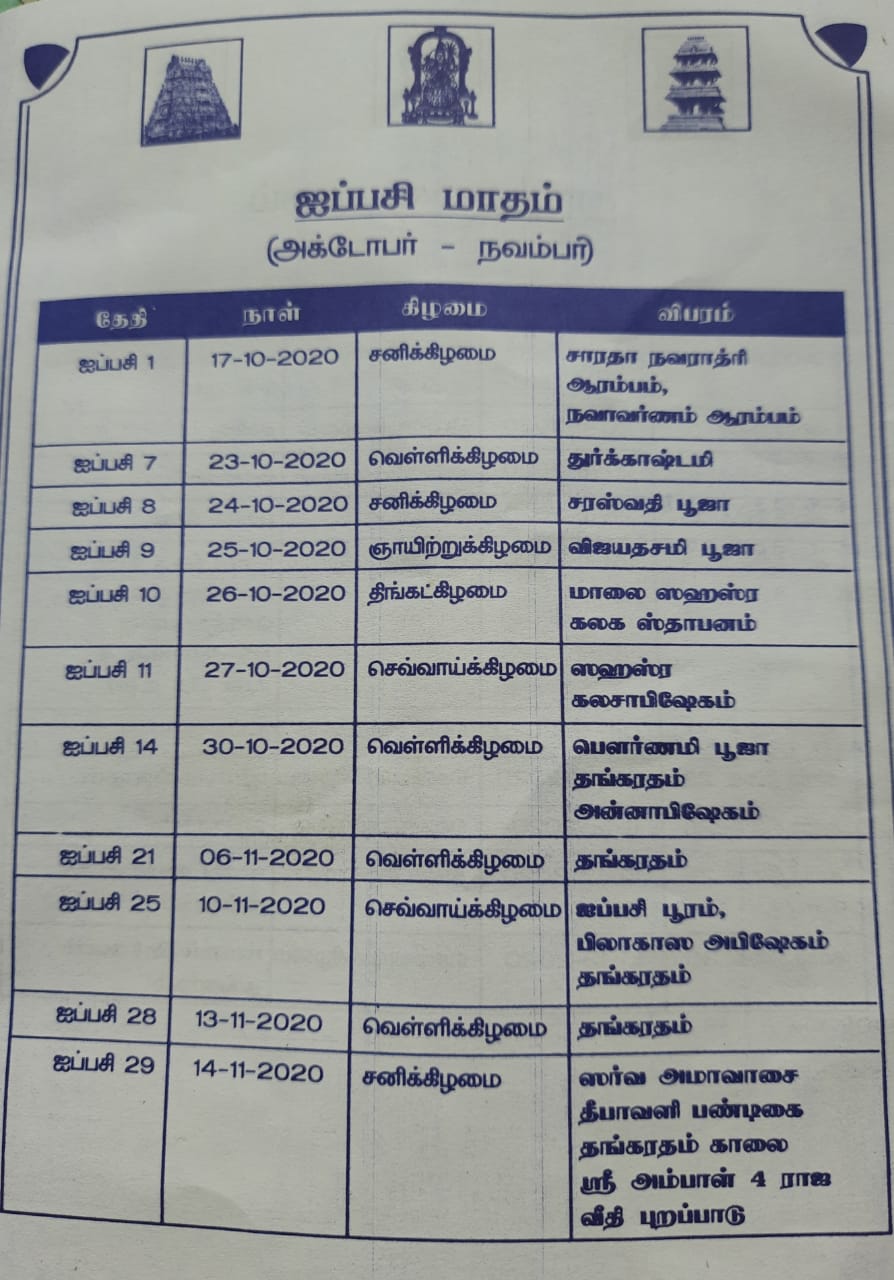 ஐப்பசி மாதம்
(அக்டோபர் - நவம்பர்)
தேதி நாள் கிழமை விபரம்
ஐப்பசி 1 17-10-2020 சனிக்கிழமை சாரதா நவராத்ரி
ஆரம்பம்,
நவாவர்ணம் ஆரம்பம்
ஐப்பசி 7 23-10-2020 வெள்ளிக்கிழமை துர்க்காஷ்டமி
ஐப்பசி 8 24-10-2020 சனிக்கிழமை சரஸ்வதி பூஜா
ஐப்பசி 9 25-10-2020 ஞாயிற்றுக்கிழமை விஜயதசமி பூஜா
ஐப்பசி 10 26-10-2020 திங்கட்கிழமை மாலை ஸஹஸ்ர
கலக ஸ்தாபனம்
ஐப்பசி 11 27-10-2020 செவ்வாய்க்கிழமை ஸஹஸ்ர
கலசாபிஷேகம்
ஐப்பசி 14 30-10-2020 வெள்ளிக்கிழமை பௌர்ணமி பூஜா
தங்கரதம்
அன்னாபிஷேகம்
ஐப்பசி 21 06-11-2020 வெள்ளிக்கிழமை தங்கரதம்
ஐப்பசி 25 10-11-2020 செவ்வாய்க்கிழமை ஐப்பசி பூரம்,
பிலாகாஸ அபிஷேகம்
தங்கரதம்
ஐப்பசி 28 13-11-2020 வெள்ளிக்கிழமை தங்கரதம்
ஐப்பசி 29 14-11-2020 சனிக்கிழமை ஸர்வ அமாவாசை
தீபாவளி பண்டிகை
தங்கரதம் காலை
ஸ்ரீ அம்பாள் 4 ராஜ
வீதி புறப்பாடு